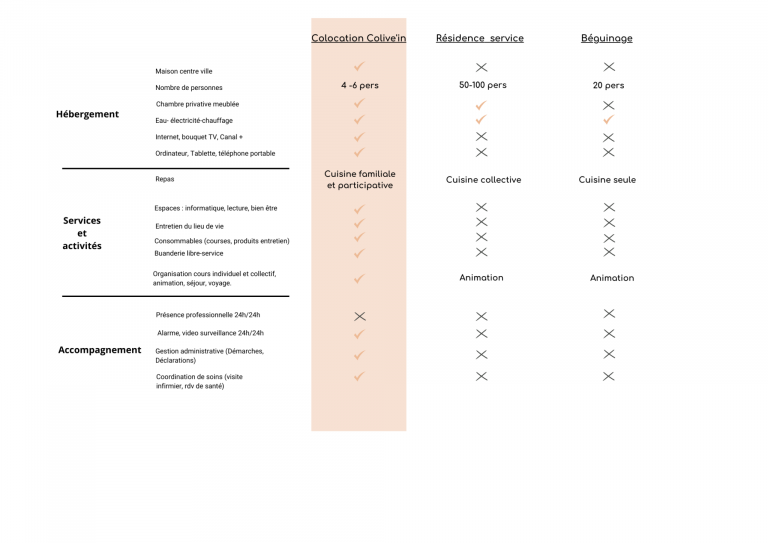 Colocation Colive'in Résidence service Béguinage
Maison centre ville
Nombre de personnes 4 -6 pers 50-100 pers 20 pers
Chambre privative meublée
Hébergement
Eau- électricité-chauffage
Internet, bouquet TV, Canal +
Ordinateur, Tablette, téléphone portable
Repas Cuisine familiale et participative Cuisine collective Cuisine seule
Espaces : informatique, lecture, bien être
Services
et
activités
Entretien du lieu de vie
Consommables (courses, produits entretien)
Buanderie libre-service
Organisation cours individuel et collectif,
animation, séjour, voyage.
Animation Animation
Présence professionnelle 24h/24h
Alarme, video surveillance 24h/24h
Accompagnement
Gestion administrative (Démarches,
Déclarations)
Coordination de soins (visite
infirmier, rdv de santé)